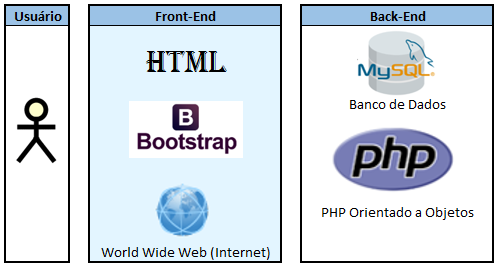 Usuário
Front-End
HTML
B
Bootstrap
World Wide Web (Internet)
Back-End
MySQL
Banco de Dados
php
PHP Orientado a Objetos